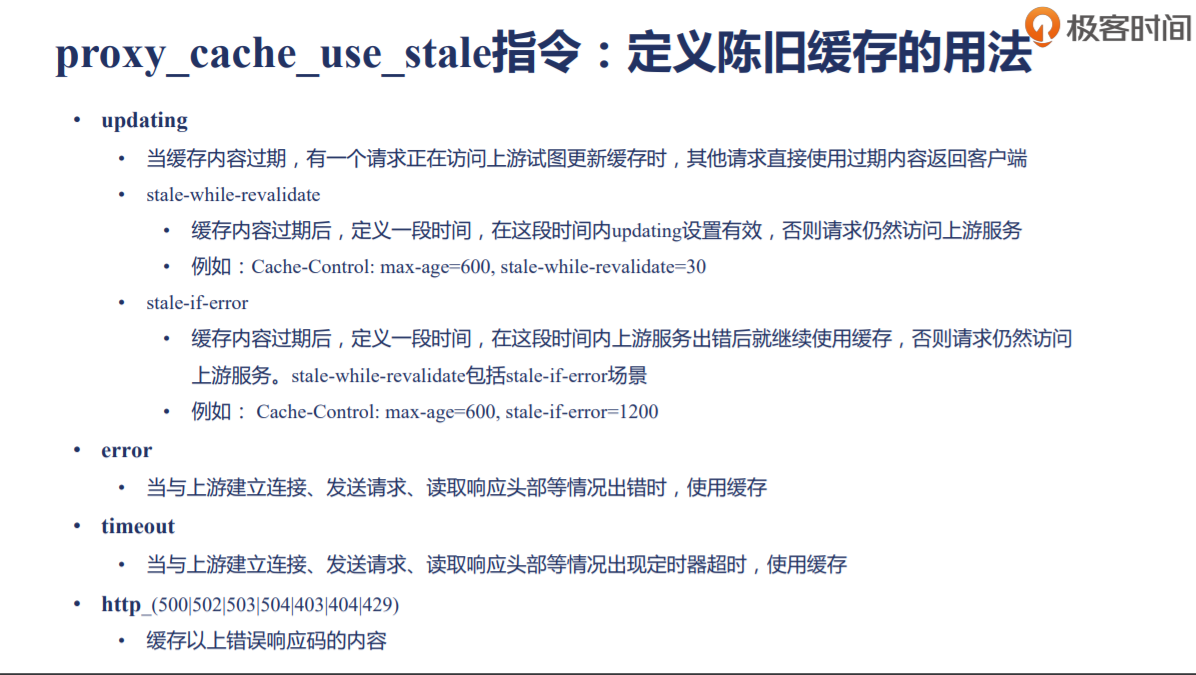 proxy_cache_use_stale指令：定义陈旧缓存的用法
极客时间
• updating
• 当缓存内容过期，有一个请求正在访问上游试图更新缓存时，其他请求直接使用过期内容返回客户端
• stale-while-revalidate
• 缓存内容过期后，定义一段时间，在这段时间内updating设置有效，否则请求仍然访问上游服务
• 例如：Cache-Control: max-age=600, stale-while-revalidate=30
• stale-if-error
• 缓存内容过期后，定义一段时间，在这段时间内上游服务出错后就继续使用缓存，否则请求仍然访问
上游服务。stale-while-revalidate包括stale-if-error场景
• 例如： Cache-Control: max-age=600, stale-if-error=1200
• error
• 当与上游建立连接、发送请求、读取响应头部等情况出错时，使用缓存
• timeout
• 当与上游建立连接、发送请求、读取响应头部等情况出现定时器超时，使用缓存
• http_(500|502|503|504|403|404|429)
• 缓存以上错误响应码的内容